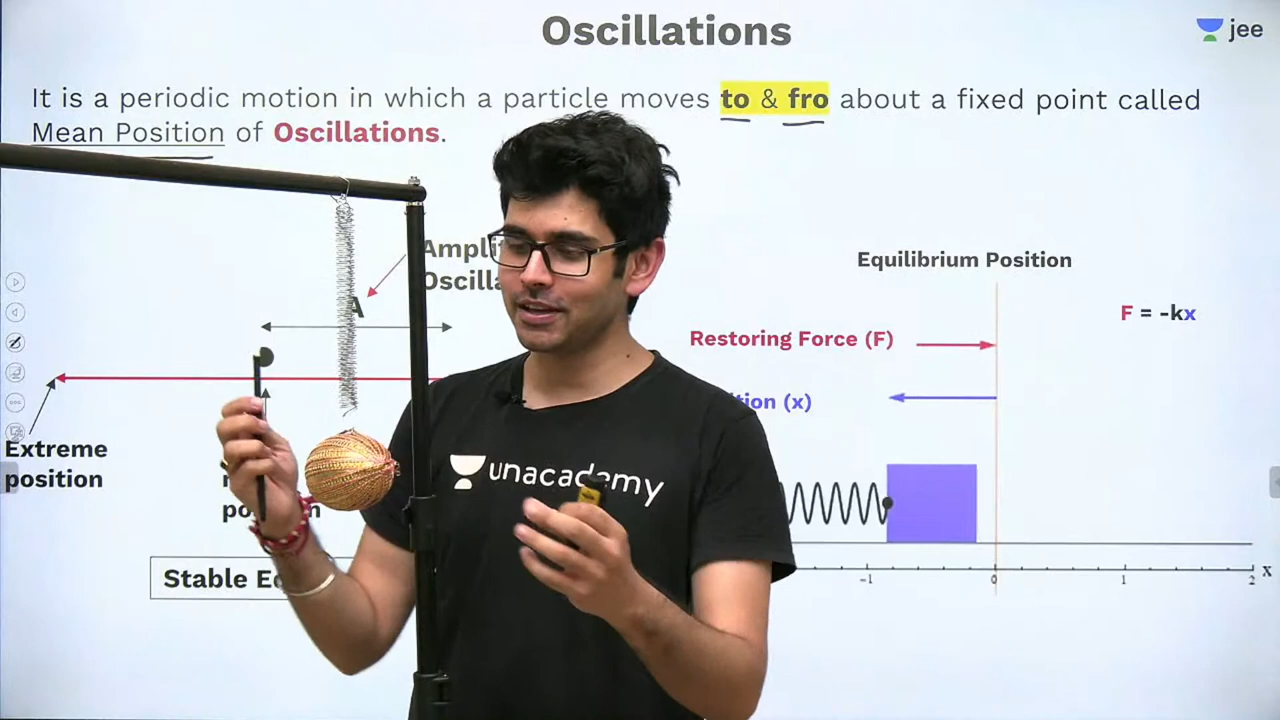 Oscillations
jee
It is a periodic motion in which a particle moves to & fro about a fixed point called
Mean Position of Oscillations.
Equilibrium Position
A
F = -kx
Restoring Force (F)
(x)
Extreme
position
unacademy
Stable
-1 0 1 2 x